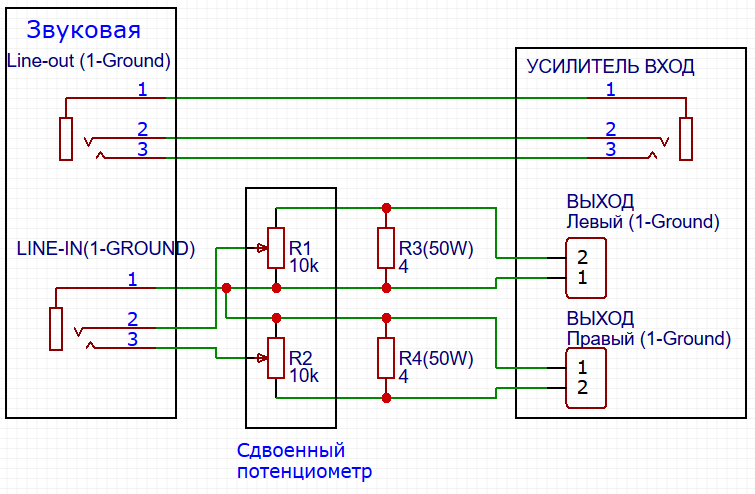 Звуковая
Line-out (1-Ground)
1
2
3
УСИЛИТЕЛЬ ВХОД
1
2
3
LINE-IN(1-GROUND)
1
2
3
R1
10k
R3(50W)
4
ВЫХОД
Левый (1-Ground)
2
1
R2
10k
R4(50W)
4
ВЫХОД
Правый (1-Ground)
1
2
Сдвоенный
потенциометр